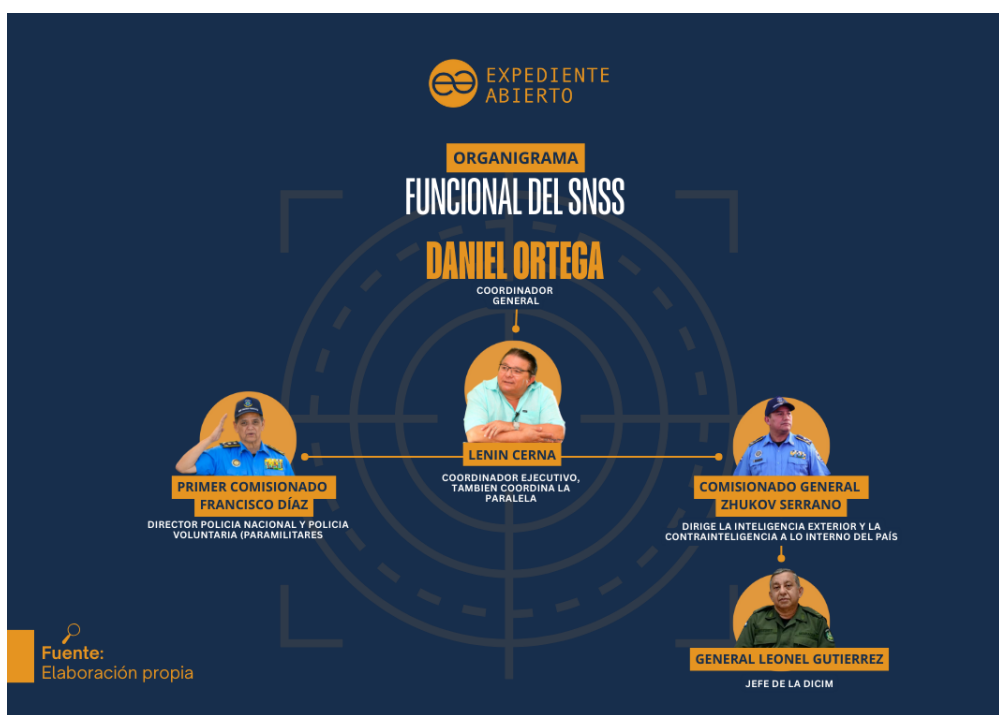 EXPEDIENTE
ABIERTO
ORGANIGRAMA
FUNCIONAL DEL SNSS
DANIEL ORTEGA
COORDINADOR
GENERAL
LENIN CERNA
COORDINADOR EJECUTIVO,
TAMBIEN COORDINA LA
PARALELA
PRIMER COMISIONADO
FRANCISCO DÍAZ
DIRECTOR POLICIA NACIONAL Y POLICIA
VOLUNTARIA (PARAMILITARES
COMISIONADO GENERAL
ZHUKOV SERRANO
DIRIGE LA INTELIGENCIA EXTERIOR Y LA
CONTRAINTELIGENCIA A LO INTERNO DEL PAÍS
GENERAL LEONEL GUTIERREZ
JEFE DE LA DICIM
Fuente:
Elaboración propia